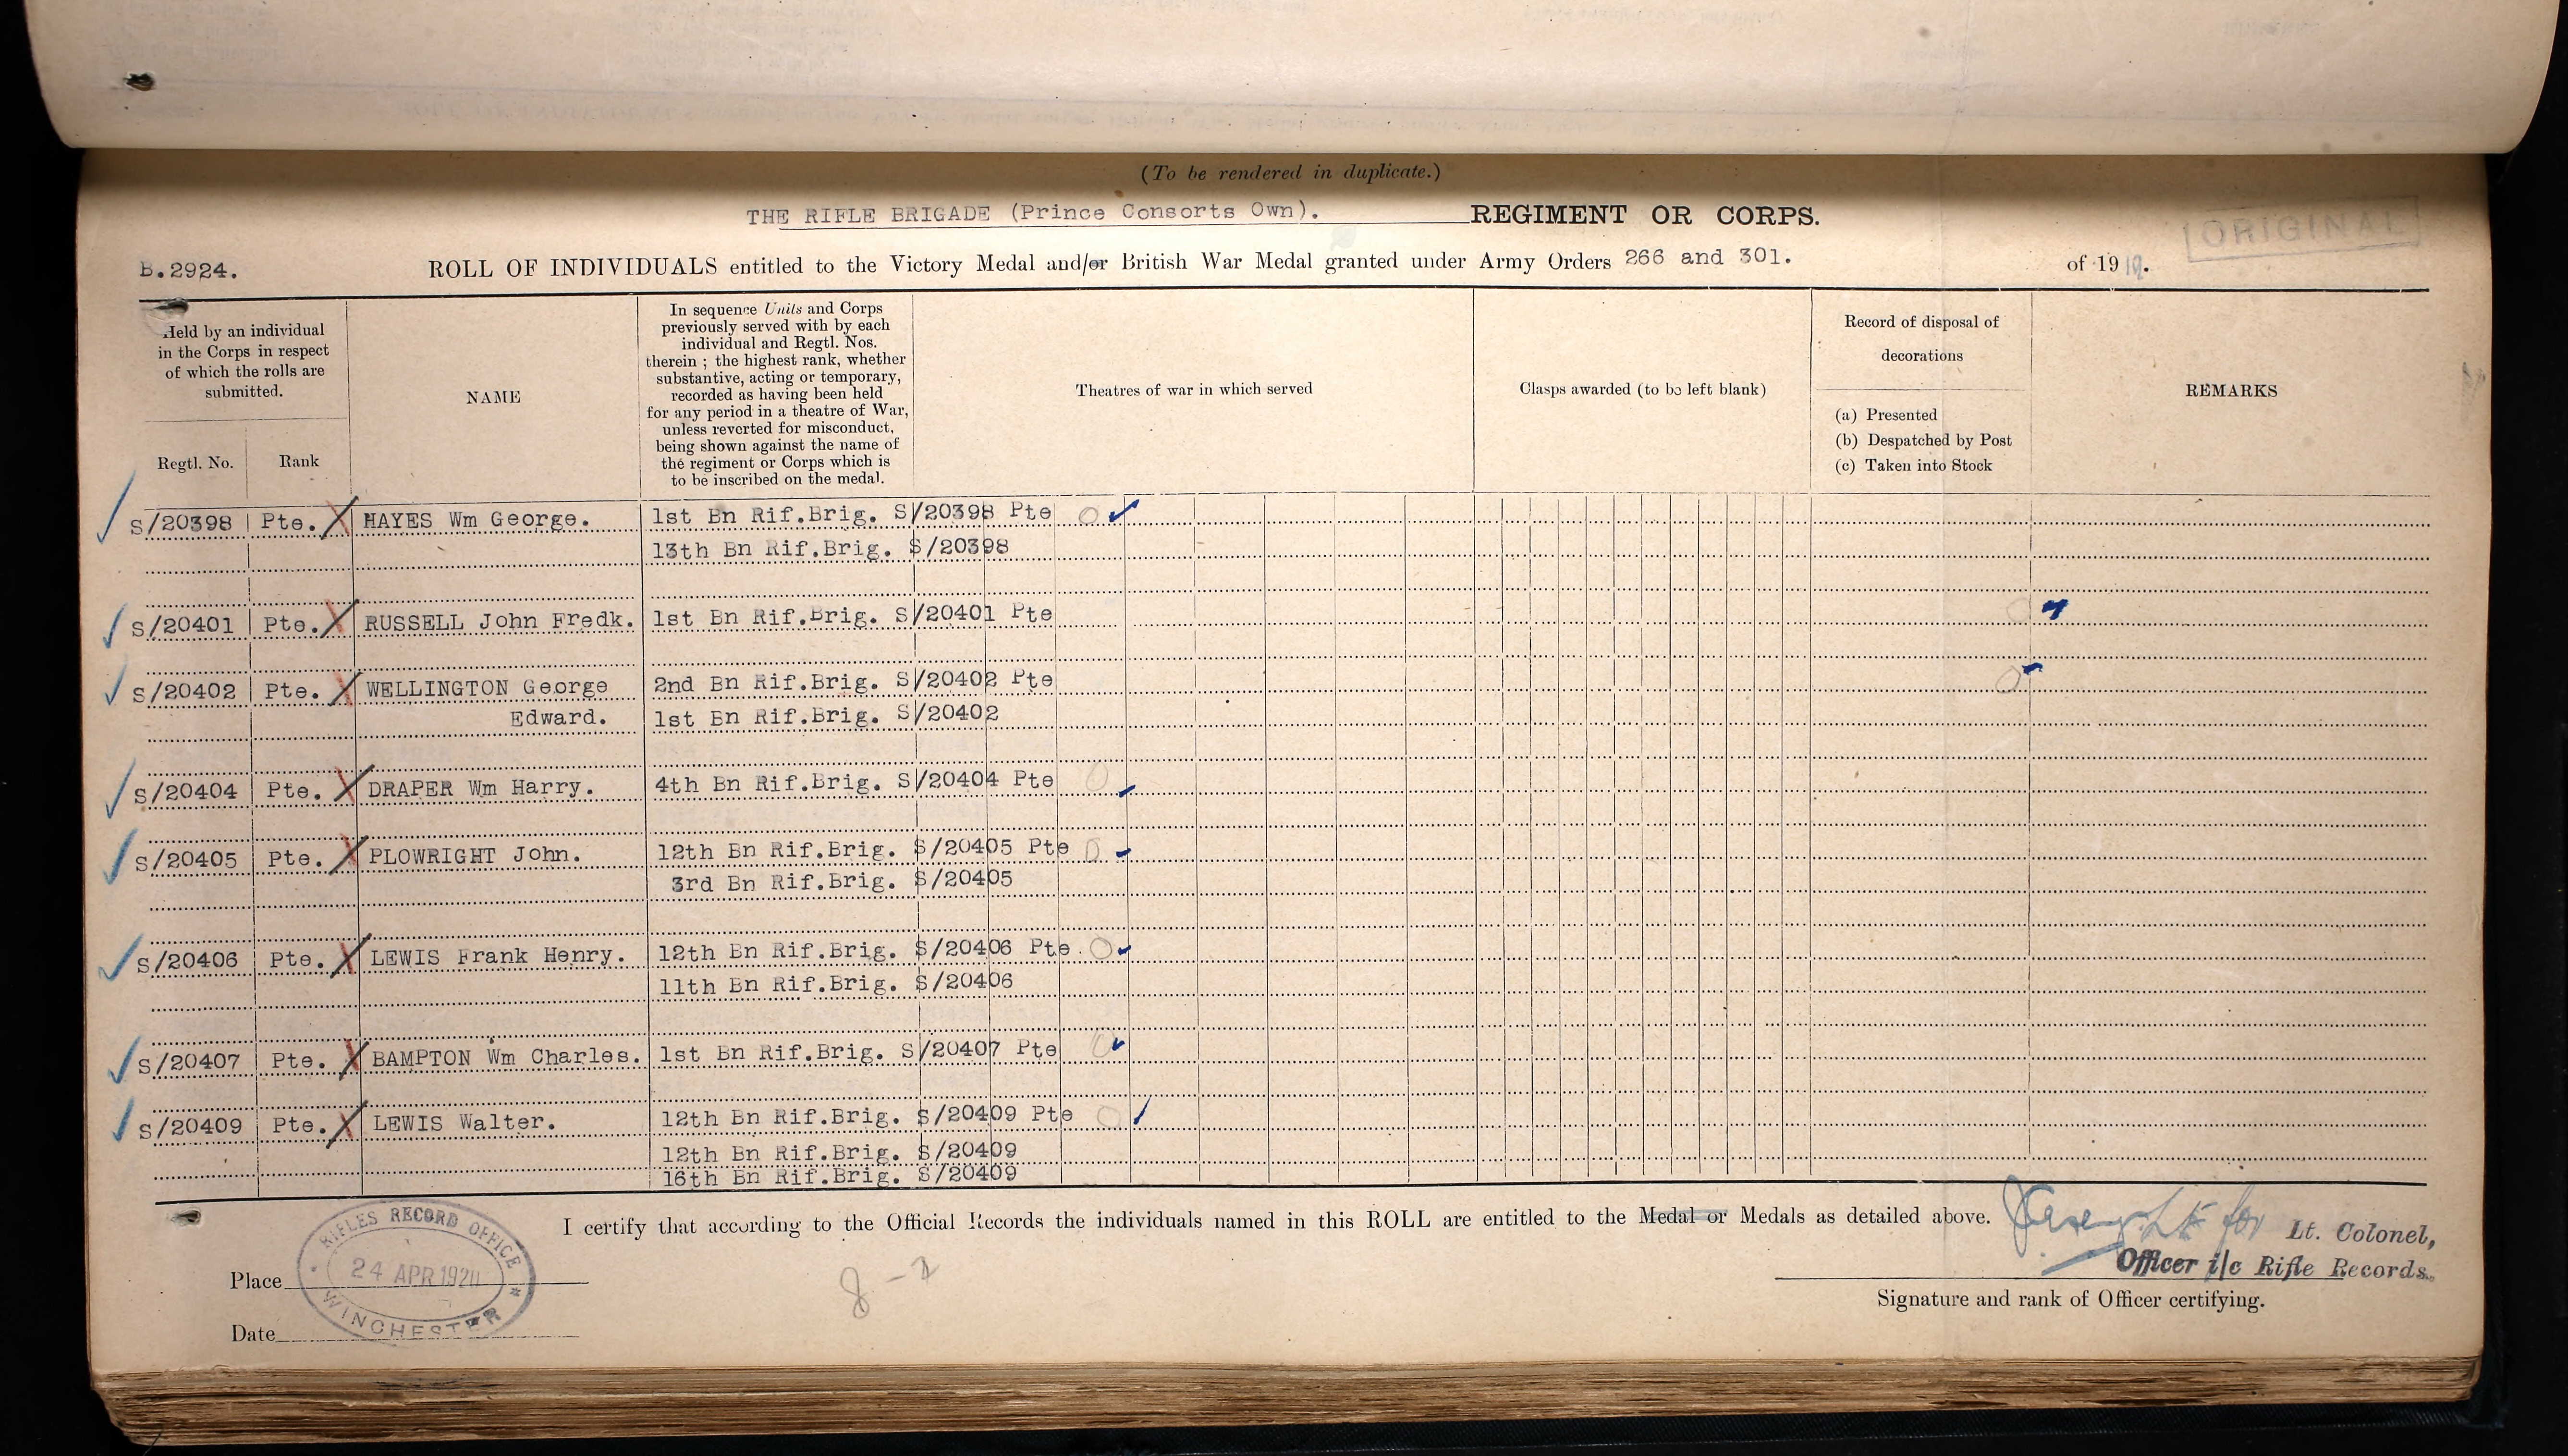 (To be rendered in duplicate.)
THE RIFLE BRIGADE (Prince Consorts Own). REGIMENT OR CORPS.
ORIGINAL
B.2924. ROLL OF INDIVIDUALS entitled to the Victory Medal and/or British War Medal granted under Army Orders 266 and 301. of 1919.
Held by an individual
in the Corps in respect
of which the rolls are
submitted.
Regtl. No. Rank
NAME
In sequence Units and Corps
previously served with by each
individual and Regtl. Nos.
therein ; the highest rank, whether
substantive, acting or temporary,
recorded as having been held
for any period in a theatre of War,
unless reverted for misconduct,
being shown against the name of
the regiment or Corps which is
to be inscribed on the medal.
Theatres of war in which served
Clasps awarded (to be left blank)
Record of disposal of
decorations
(a) Presented
(b) Despatched by Post
(c) Taken into Stock
REMARKS
S/20398 Pte. HAYES Wm George. 1st Bn Rif.Brig. S/20398 Pte
13th Bn Rif.Brig. S/20398
S/20401 Pte. RUSSELL John Fredk. 1st Bn Rif.Brig. S/20401 Pte
S/20402 Pte. WELLINGTON George 2nd Bn Rif.Brig. S/20402 Pte
Edward. 1st Bn Rif.Brig. S/20402
S/20404 Pte. DRAPER Wm Harry. 4th Bn Rif.Brig. S/20404 Pte
S/20405 Pte. PLOWRIGHT John. 12th Bn Rif.Brig. S/20405 Pte
3rd Bn Rif.Brig. S/20405
S/20406 Pte. LEWIS Frank Henry. 12th Bn Rif.Brig. S/20406 Pte.
11th Bn Rif.Brig. S/20406
S/20407 Pte. BAMPTON Wm Charles. 1st Bn Rif.Brig. S/20407 Pte
S/20409 Pte. LEWIS Walter. 12th Bn Rif.Brig. S/20409 Pte
12th Bn Rif.Brig. S/20409
16th Bn Rif.Brig. S/20409
I certify that according to the Official Records the individuals named in this ROLL are entitled to the Medal or Medals as detailed above.
for Lt. Colonel,
Officer i/c Rifle Records.
Signature and rank of Officer certifying.
Place
Date
RIFLES RECORD OFFICE
24 APR 1920
WINCHESTER